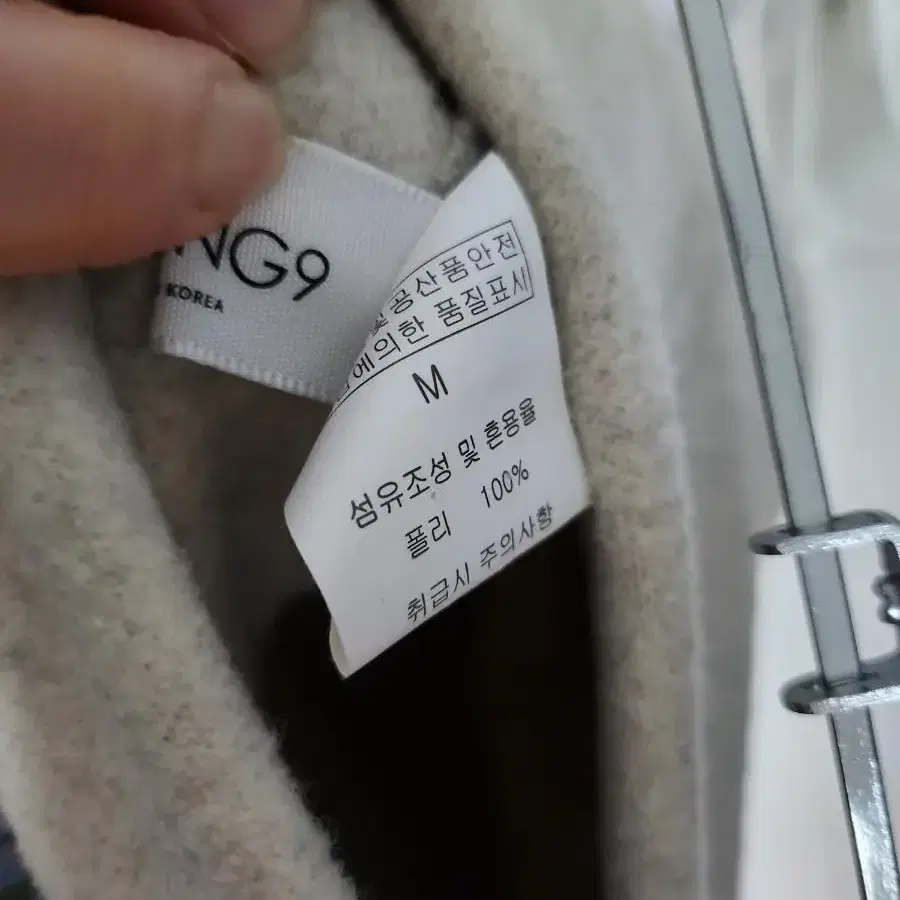 NG9
KOREA
공산품안전
에의한 품질표시
M
섬유조성 및 혼용율
폴리 100%
취급시 주의사항